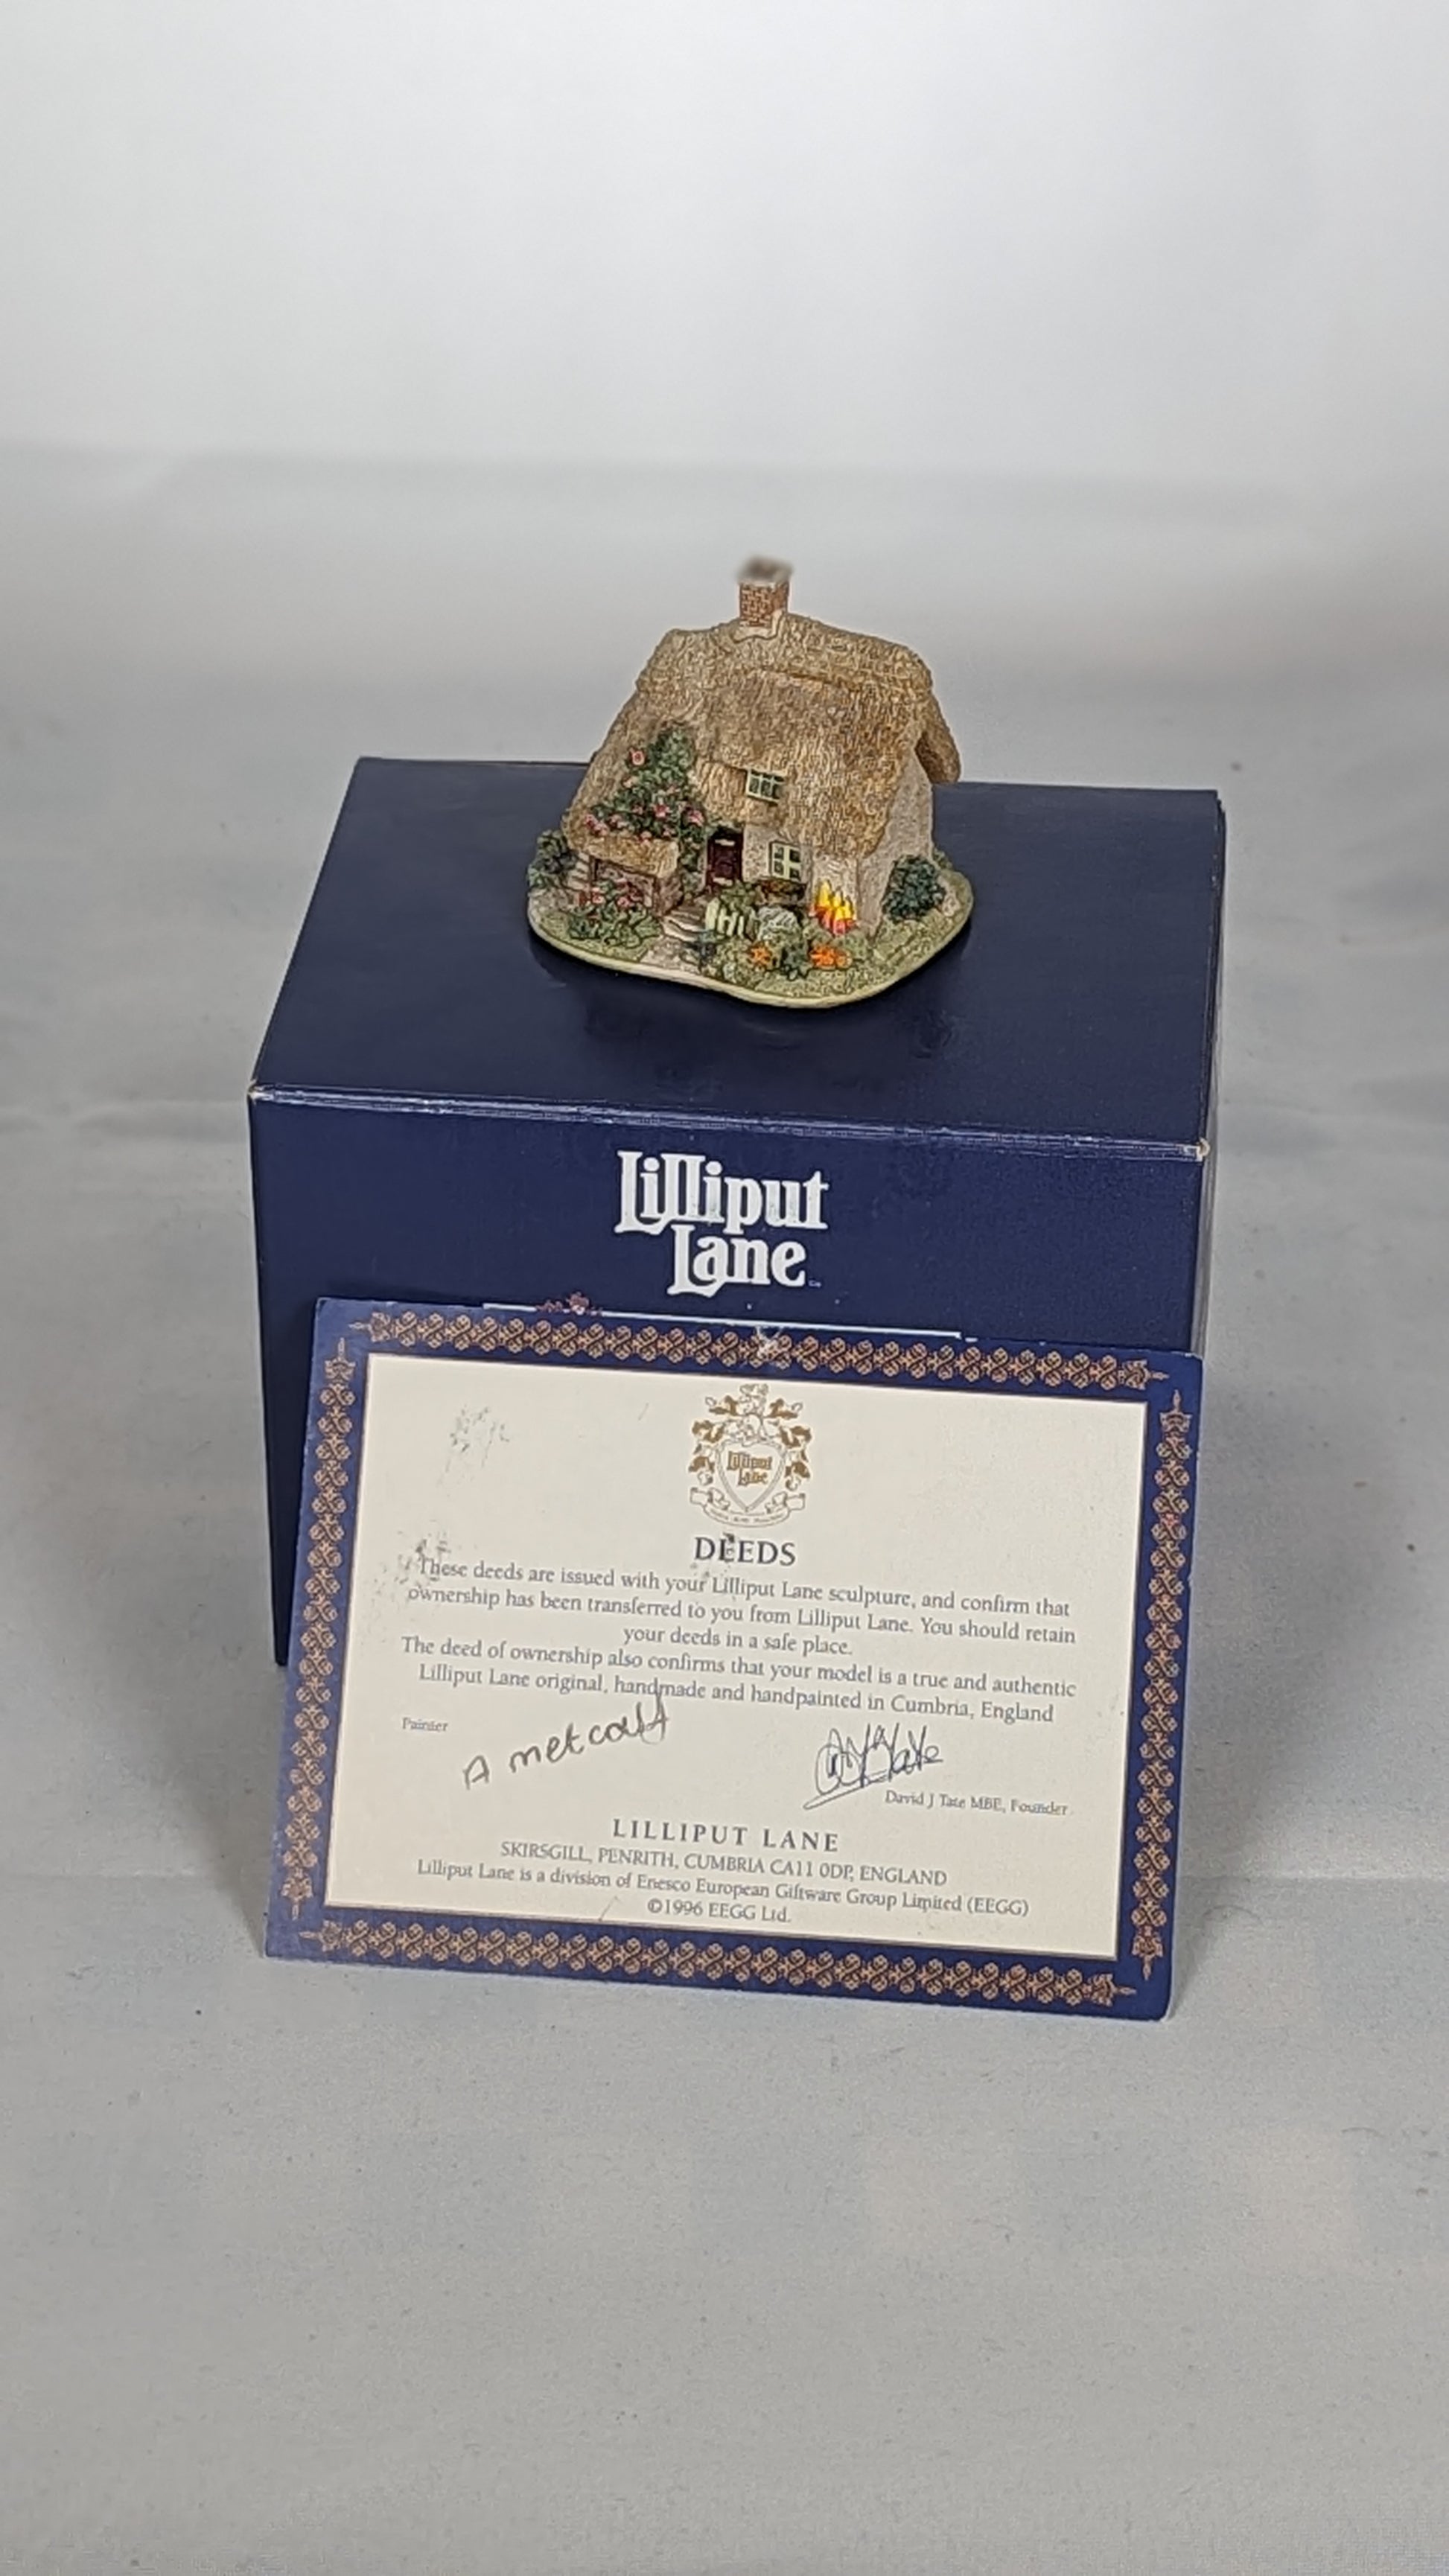 Lilliput
Lane
Lilliput
Lane
DEEDS
These deeds are issued with your Lilliput Lane sculpture, and confirm that
ownership has been transferred to you from Lilliput Lane. You should retain
your deeds in a safe place.
The deed of ownership also confirms that your model is a true and authentic
Lilliput Lane original, handmade and handpainted in Cumbria, England
Painter
A metcalf
David J Tate MBE, Founder
LILLIPUT LANE
SKIRSGILL, PENRITH, CUMBRIA CA11 0DP, ENGLAND
Lilliput Lane is a division of Enesco European Giftware Group Limited (EEGG)
©1996 EEGG Ltd.